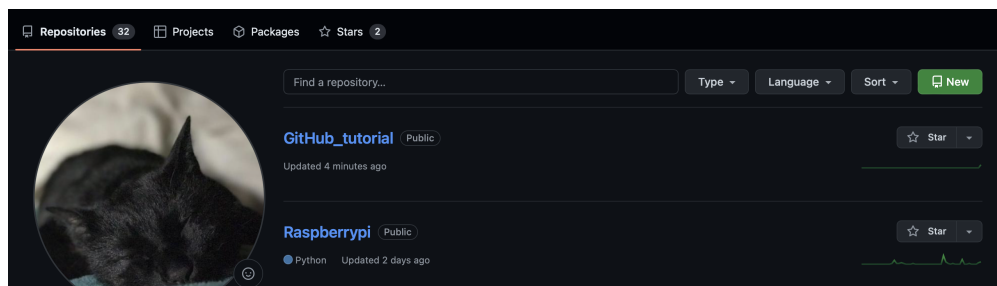 Repositories 32 Projects Packages Stars 2
Find a repository... Type Language Sort New
GitHub_tutorial Public Star
Updated 4 minutes ago
Raspberrypi Public Star
Python Updated 2 days ago